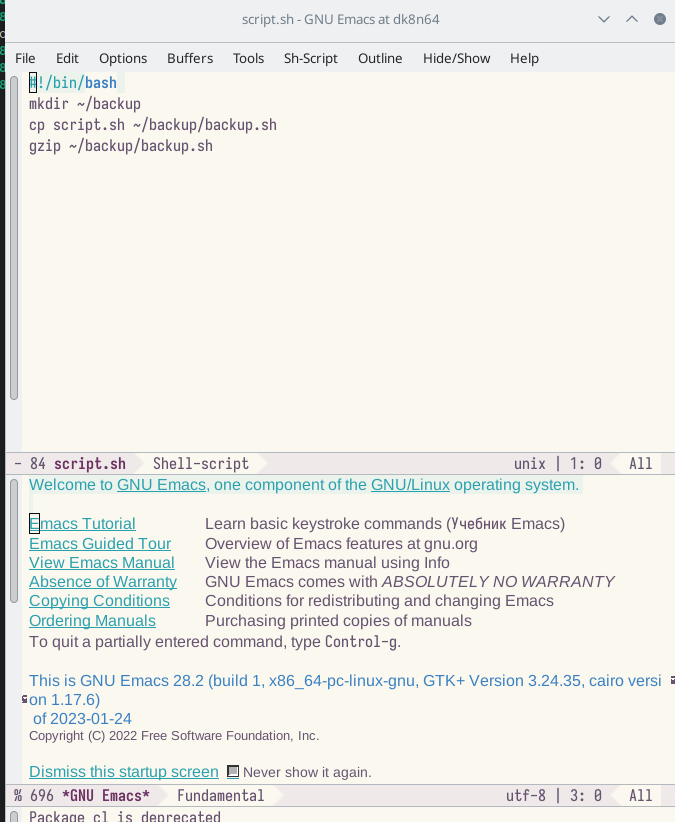 script.sh - GNU Emacs at dk8n64
File Edit Options Buffers Tools Sh-Script Outline Hide/Show Help
#!/bin/bash
mkdir ~/backup
cp script.sh ~/backup/backup.sh
gzip ~/backup/backup.sh
- 84 script.sh Shell-script unix | 1: 0 All
Welcome to GNU Emacs, one component of the GNU/Linux operating system.
Emacs Tutorial Learn basic keystroke commands (Учебник Emacs)
Emacs Guided Tour Overview of Emacs features at gnu.org
View Emacs Manual View the Emacs manual using Info
Absence of Warranty GNU Emacs comes with ABSOLUTELY NO WARRANTY
Copying Conditions Conditions for redistributing and changing Emacs
Ordering Manuals Purchasing printed copies of manuals
To quit a partially entered command, type Control-g.
This is GNU Emacs 28.2 (build 1, x86_64-pc-linux-gnu, GTK+ Version 3.24.35, cairo versi
on 1.17.6)
of 2023-01-24
Copyright (C) 2022 Free Software Foundation, Inc.
Dismiss this startup screen Never show it again.
% 696 *GNU Emacs* Fundamental utf-8 | 3: 0 All
Package cl is deprecated